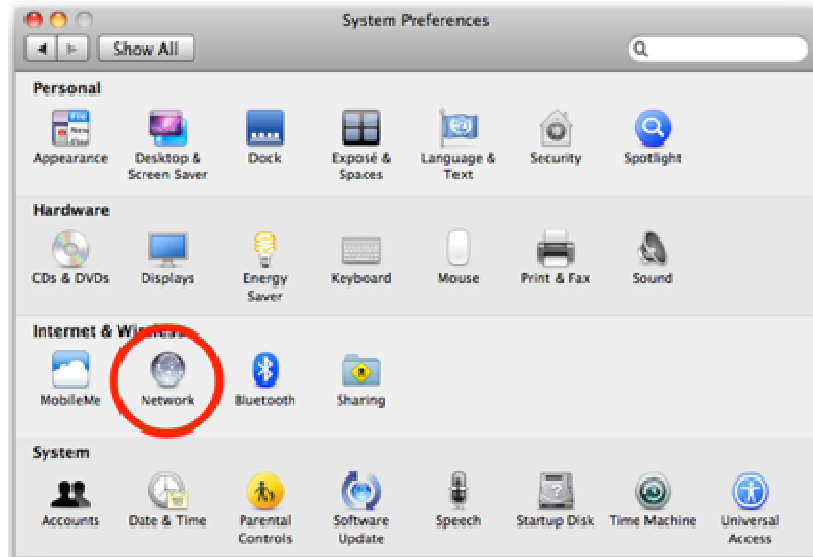 System Preferences
Show All
Personal
Appearance
Desktop &
Screen Saver
Dock
Exposé &
Spaces
Language &
Text
Security
Spotlight
Hardware
CDs & DVDs
Displays
Energy
Saver
Keyboard
Mouse
Print & Fax
Sound
Internet & Wireless
MobileMe
Network
Bluetooth
Sharing
System
Accounts
Date & Time
Parental
Controls
Software
Update
Speech
Startup Disk
Time Machine
Universal
Access